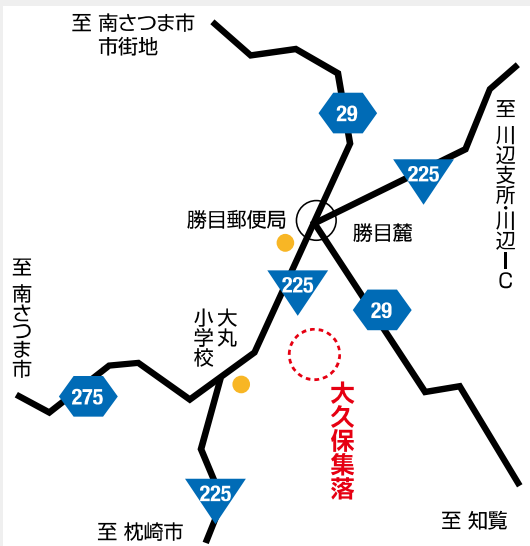 至 南さつま市
市街地
29
至 川辺支所・川辺IC
225
勝目郵便局
勝目麓
225
29
至 南さつま市
大丸
小学校
275
大久保集落
225
至 枕崎市
至 知覧